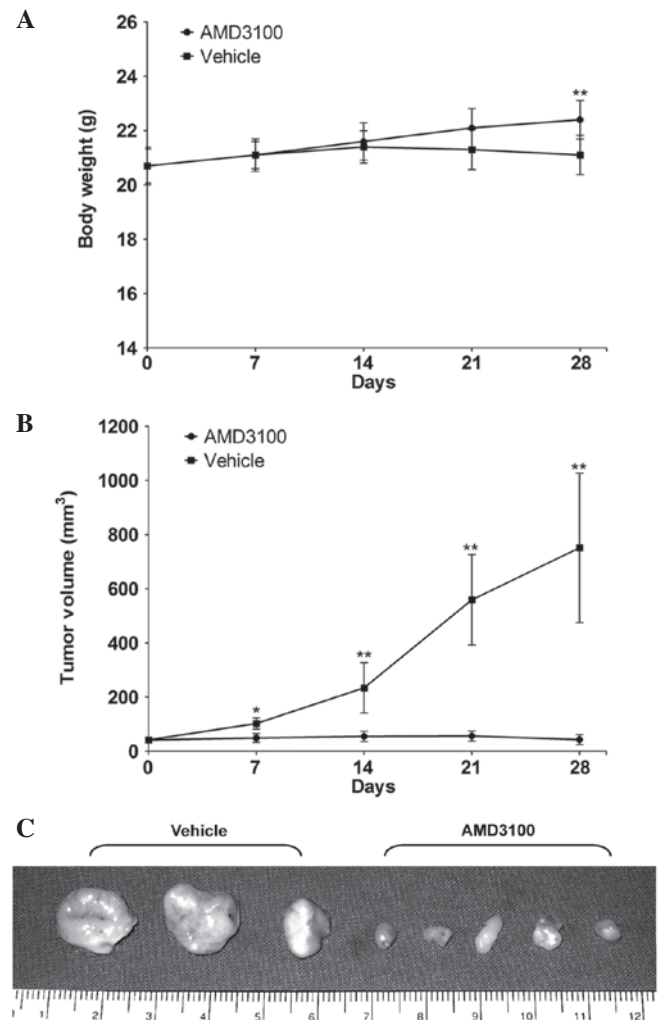 A
AMD3100
Vehicle
Body weight (g)
26
24
22
20
18
16
14
**
0 7 14 21 28
Days
B
AMD3100
Vehicle
Tumor volume (mm³)
1200
1000
800
600
400
200
0
* ** ** **
0 7 14 21 28
Days
C
Vehicle AMD3100
1 2 3 4 5 6 7 8 9 10 11 12